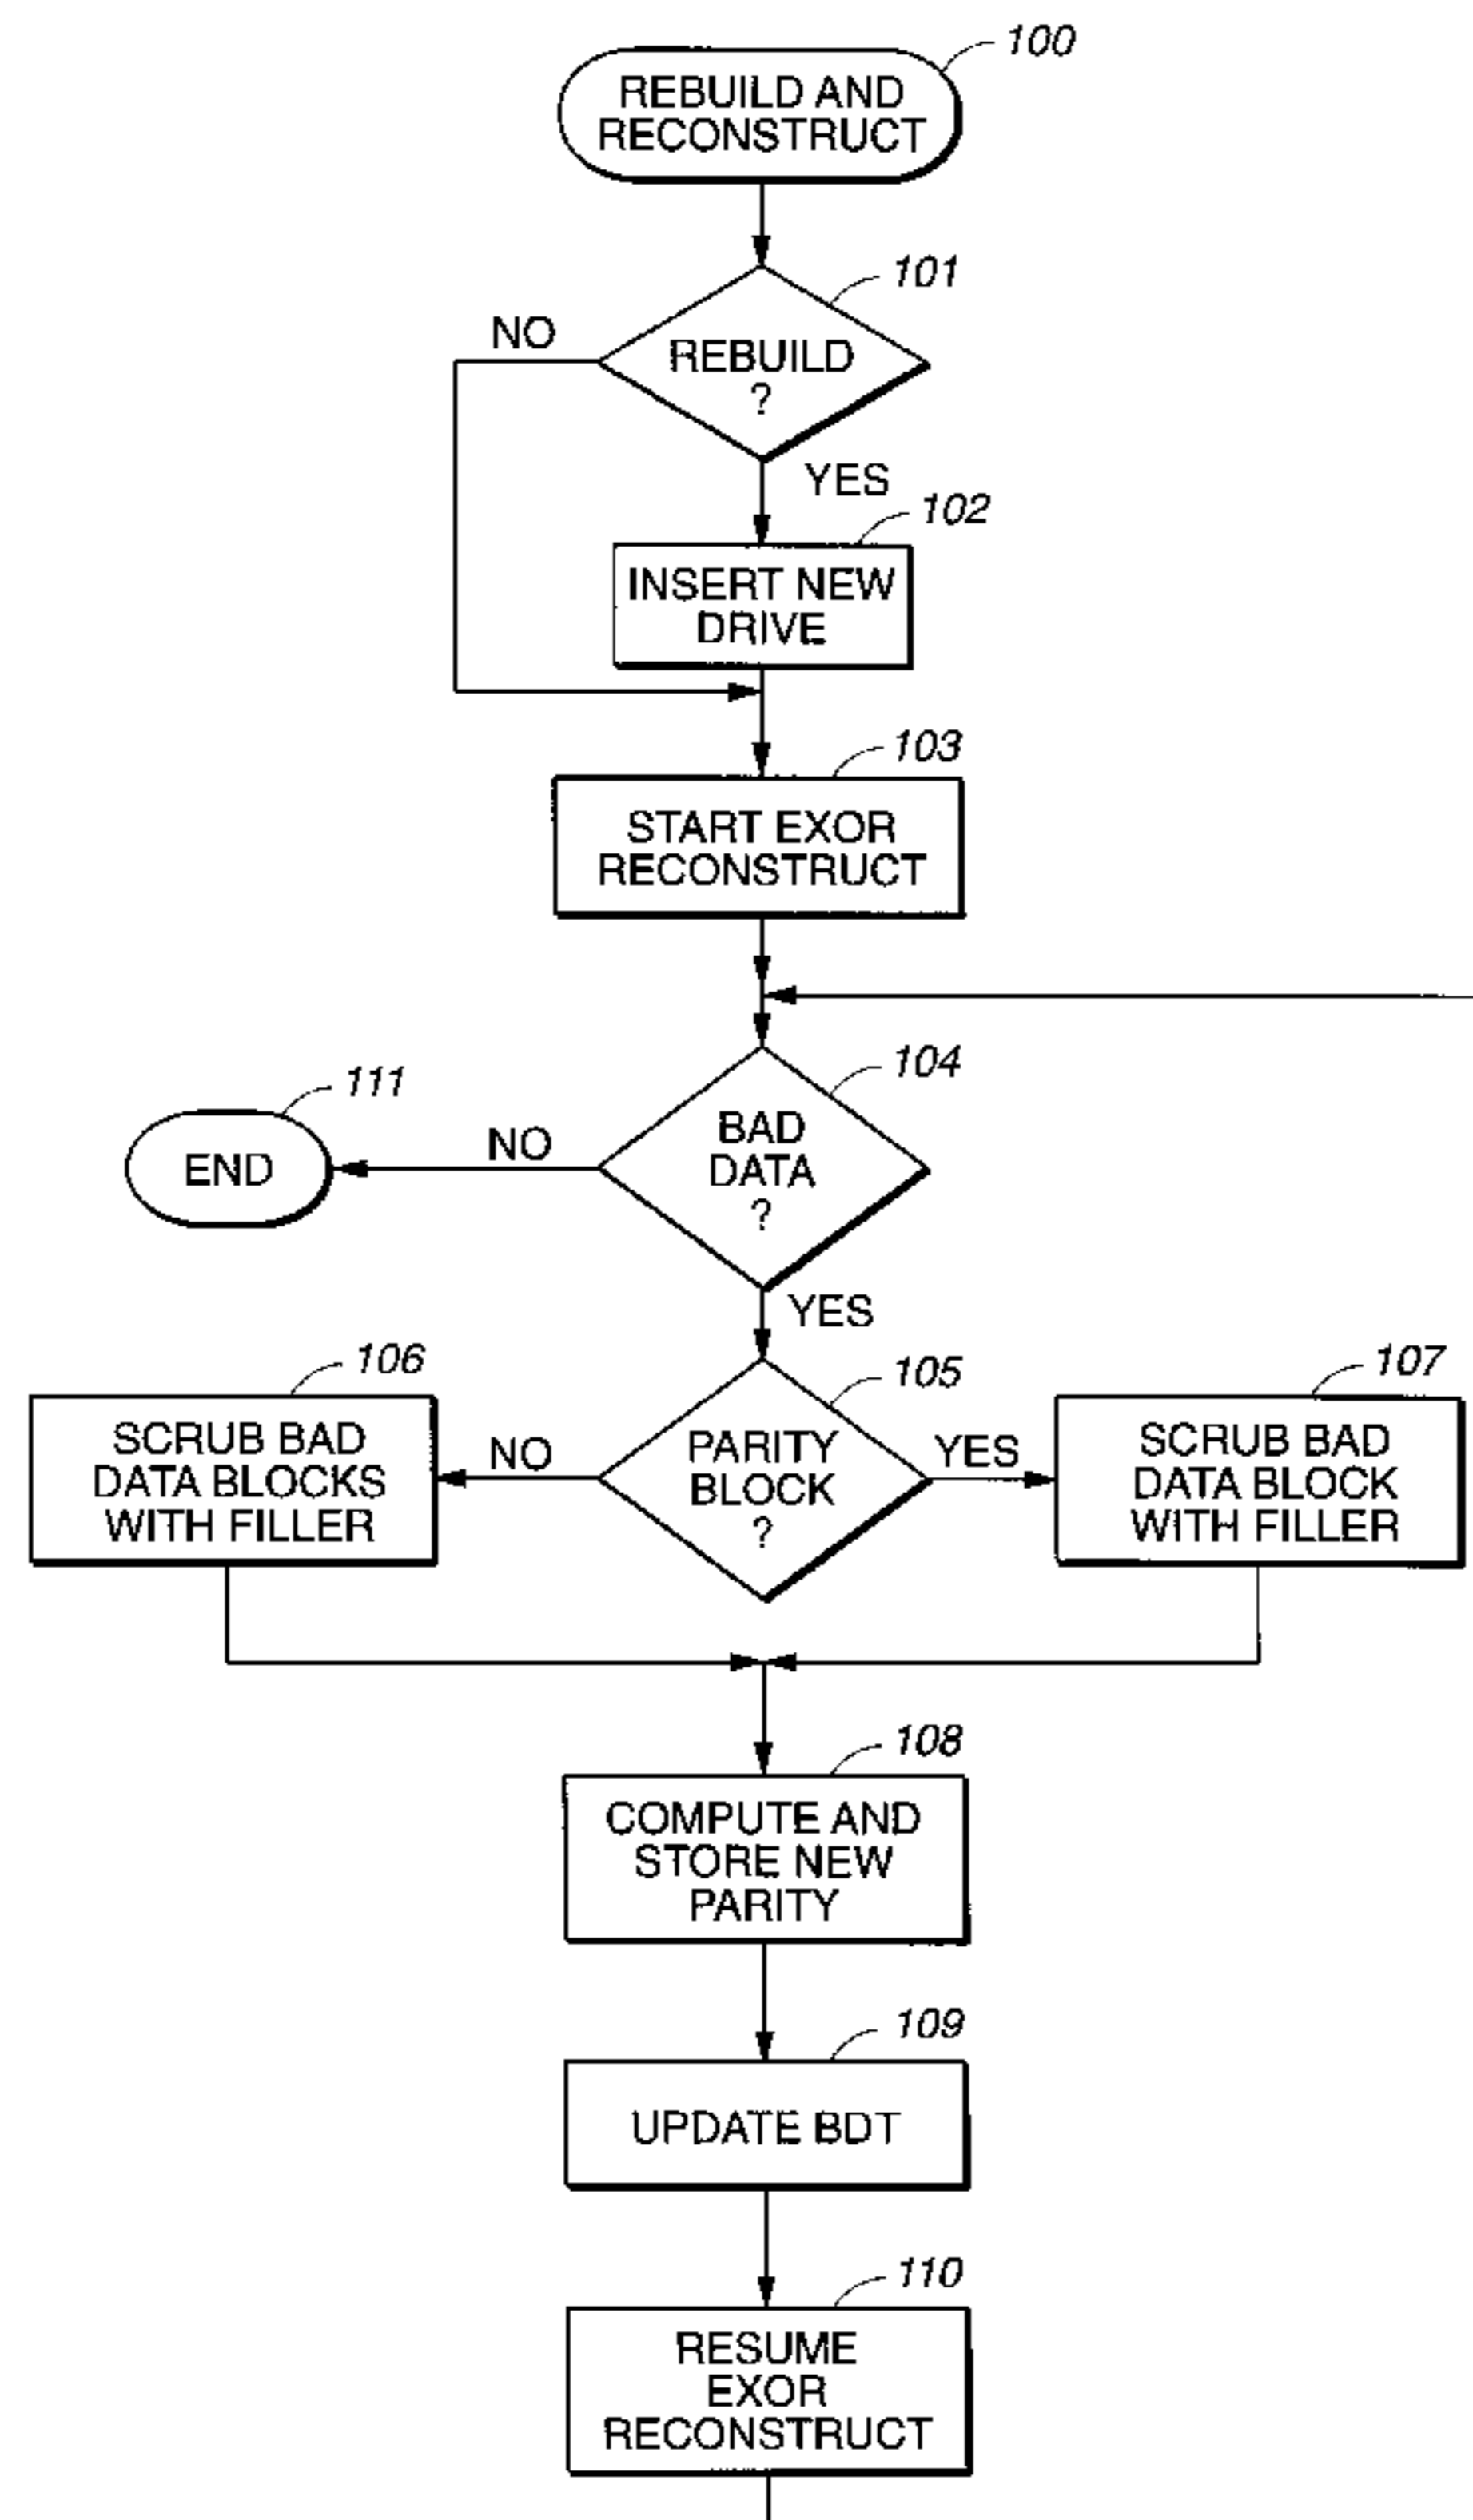 100
REBUILD AND
RECONSTRUCT
101
NO
REBUILD
?
YES
102
INSERT NEW
DRIVE
103
START EXOR
RECONSTRUCT
104
111
BAD
DATA
?
NO
END
YES
106
105
107
SCRUB BAD
DATA BLOCKS
WITH FILLER
NO
PARITY
BLOCK
?
YES
SCRUB BAD
DATA BLOCK
WITH FILLER
108
COMPUTE AND
STORE NEW
PARITY
109
UPDATE BDT
110
RESUME
EXOR
RECONSTRUCT